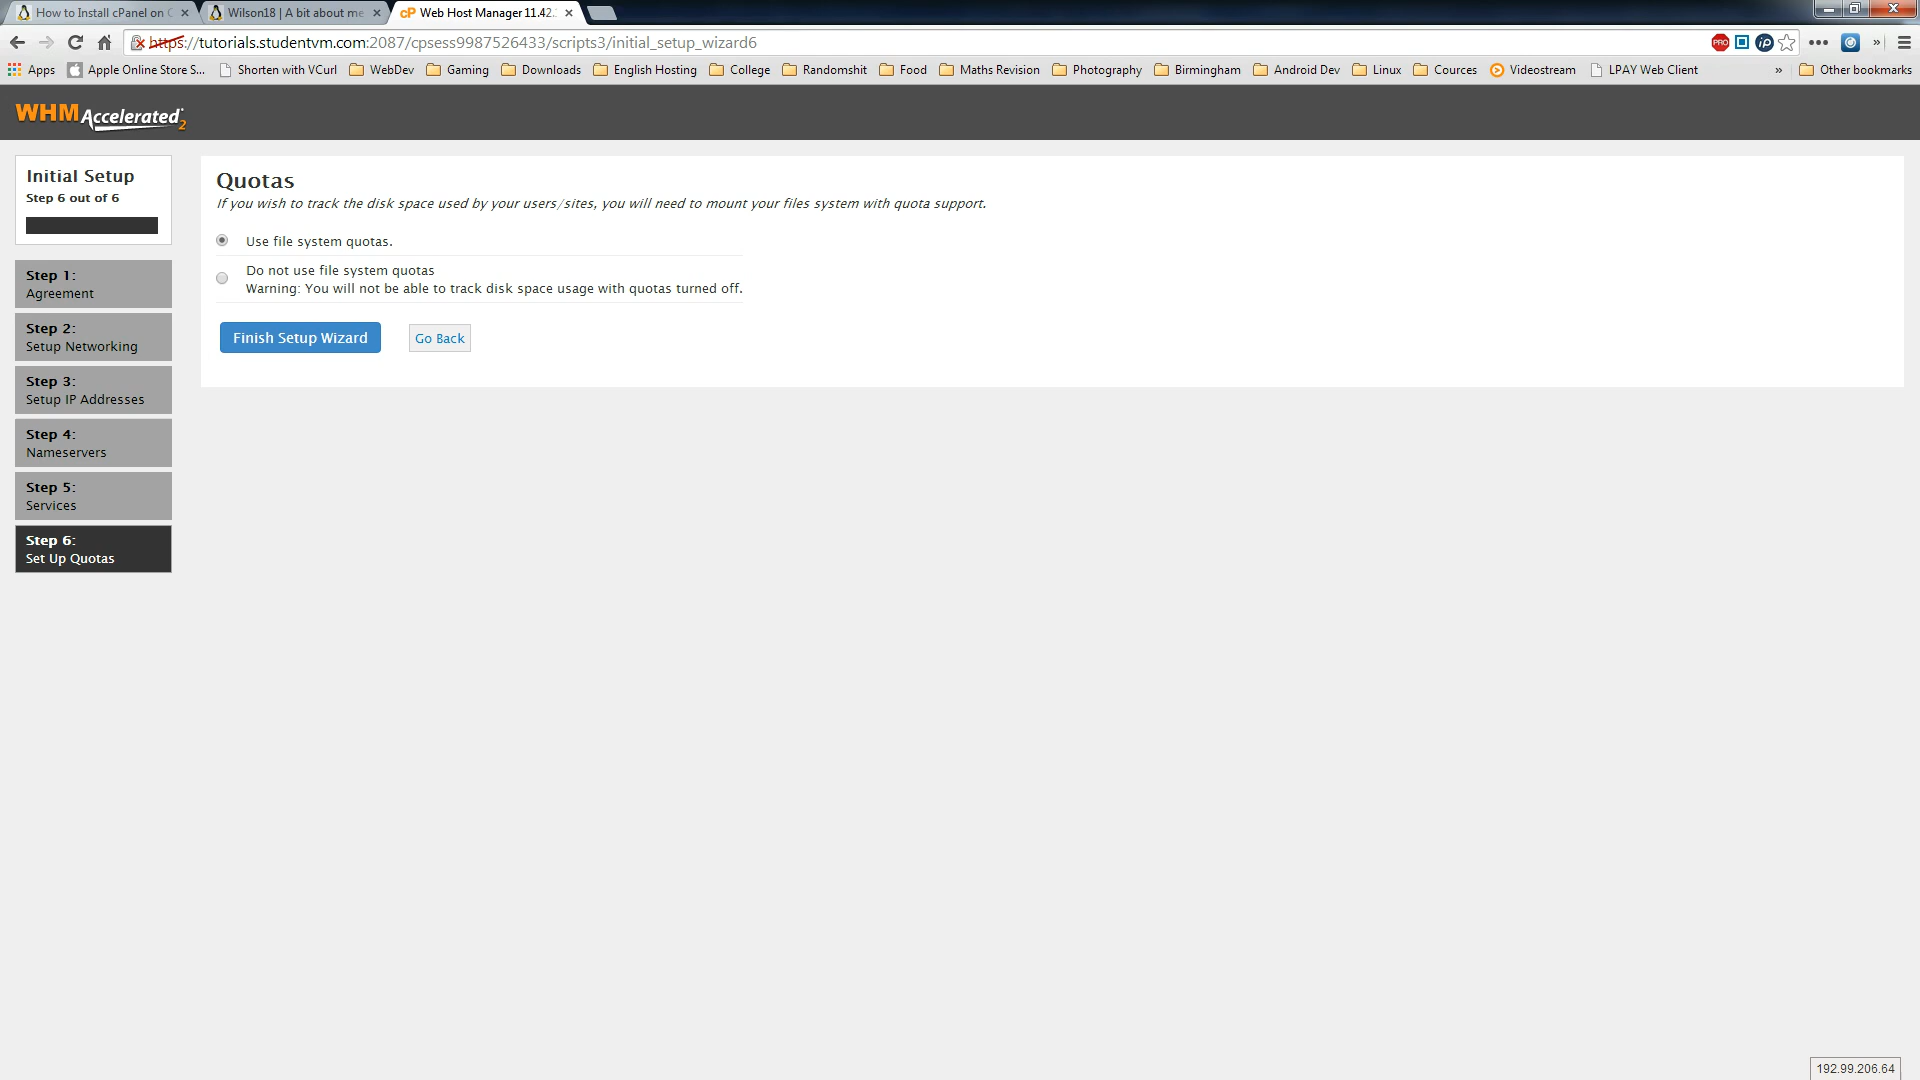 How to Install cPanel on C
Wilson18 | A bit about me
cP Web Host Manager 11.42.
https://tutorials.studentvm.com:2087/cpsess9987526433/scripts3/initial_setup_wizard6
PRO
iP
Apps
Apple Online Store S...
Shorten with VCurl
WebDev
Gaming
Downloads
English Hosting
College
Randomshit
Food
Maths Revision
Photography
Birmingham
Android Dev
Linux
Cources
Videostream
LPAY Web Client
»
Other bookmarks
WHM Accelerated2
Initial Setup
Step 6 out of 6
Step 1:
Agreement
Step 2:
Setup Networking
Step 3:
Setup IP Addresses
Step 4:
Nameservers
Step 5:
Services
Step 6:
Set Up Quotas
Quotas
If you wish to track the disk space used by your users/sites, you will need to mount your files system with quota support.
Use file system quotas.
Do not use file system quotas
Warning: You will not be able to track disk space usage with quotas turned off.
Finish Setup Wizard
Go Back
192.99.206.64